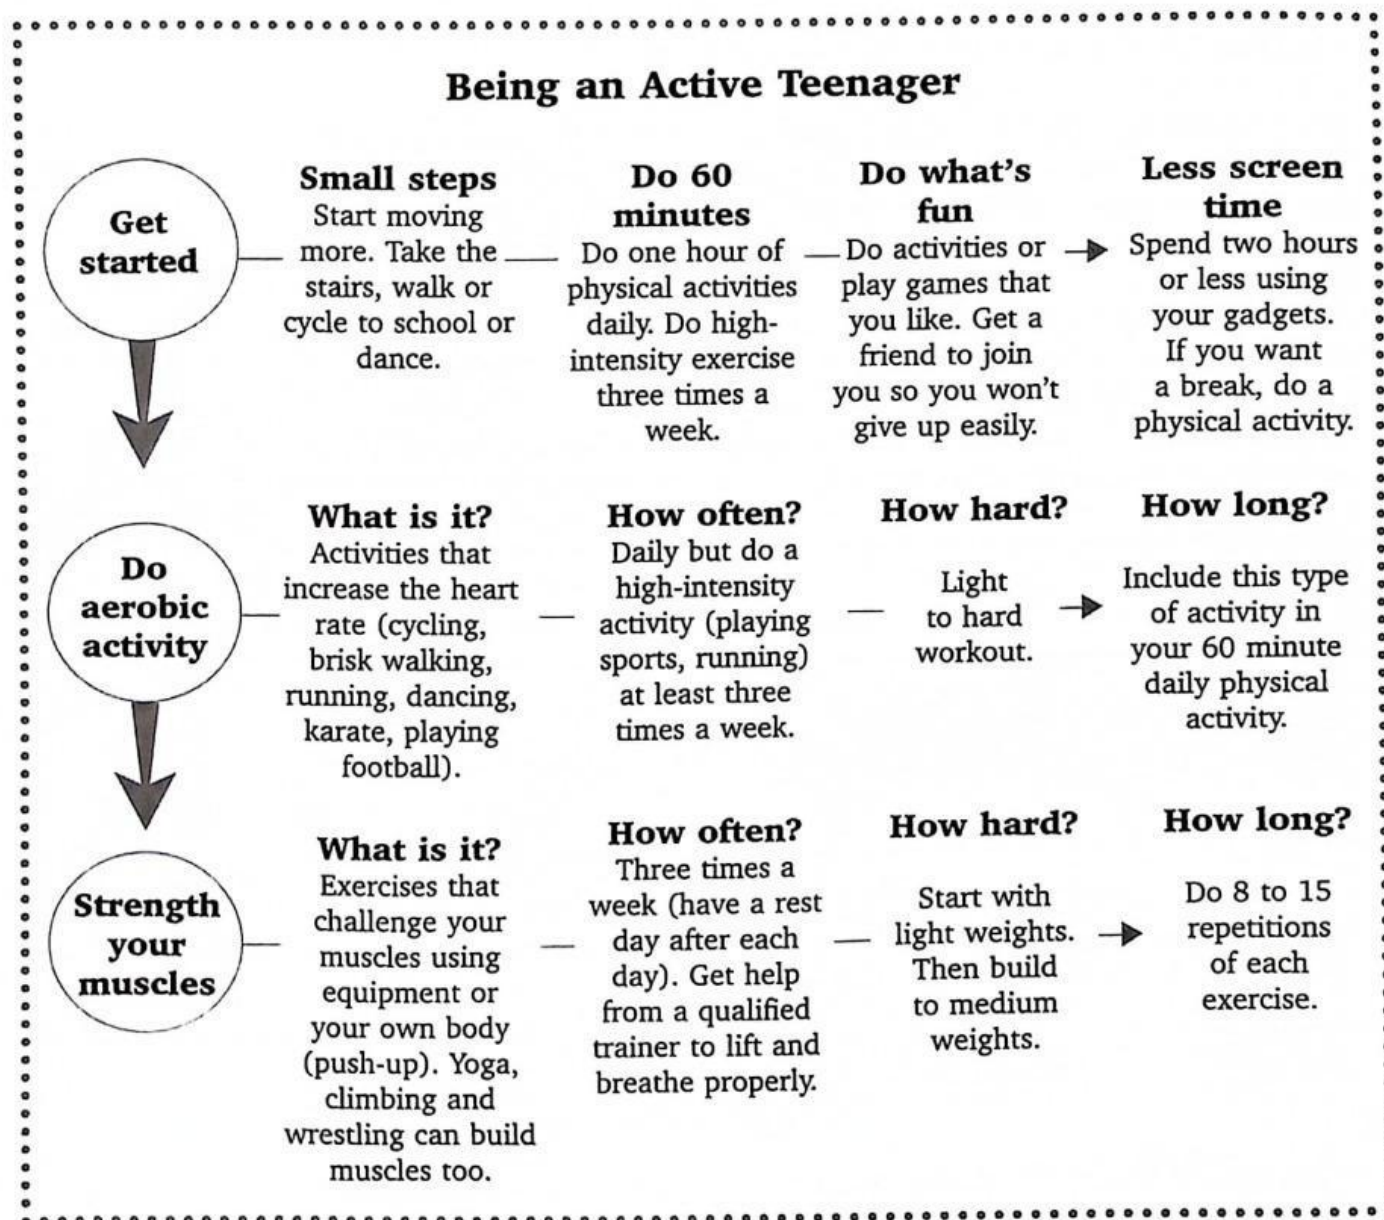 Being an Active Teenager
Get
started
Small steps
Start moving
more. Take the
stairs, walk or
cycle to school or
dance.
Do 60
minutes
Do one hour of
physical activities
daily. Do high-
intensity exercise
three times a
week.
Do what's
fun
Do activities or
play games that
you like. Get a
friend to join
you so you won't
give up easily.
Less screen
time
Spend two hours
or less using
your gadgets.
If you want
a break, do a
physical activity.
Do
aerobic
activity
What is it?
Activities that
increase the heart
rate (cycling,
brisk walking,
running, dancing,
karate, playing
football).
How often?
Daily but do a
high-intensity
activity (playing
sports, running)
at least three
times a week.
How hard?
Light
to hard
workout.
How long?
Include this type
of activity in
your 60 minute
daily physical
activity.
Strength
your
muscles
What is it?
Exercises that
challenge your
muscles using
equipment or
your own body
(push-up). Yoga,
climbing and
wrestling can build
muscles too.
How often?
Three times a
week (have a rest
day after each
day). Get help
from a qualified
trainer to lift and
breathe properly.
How hard?
Start with
light weights.
Then build
to medium
weights.
How long?
Do 8 to 15
repetitions
of each
exercise.